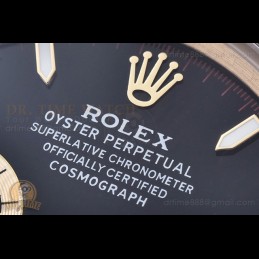 ROLEX
OYSTER PERPETUAL
SUPERLATIVE CHRONOMETER
OFFICIALLY CERTIFIED
COSMOGRAPH